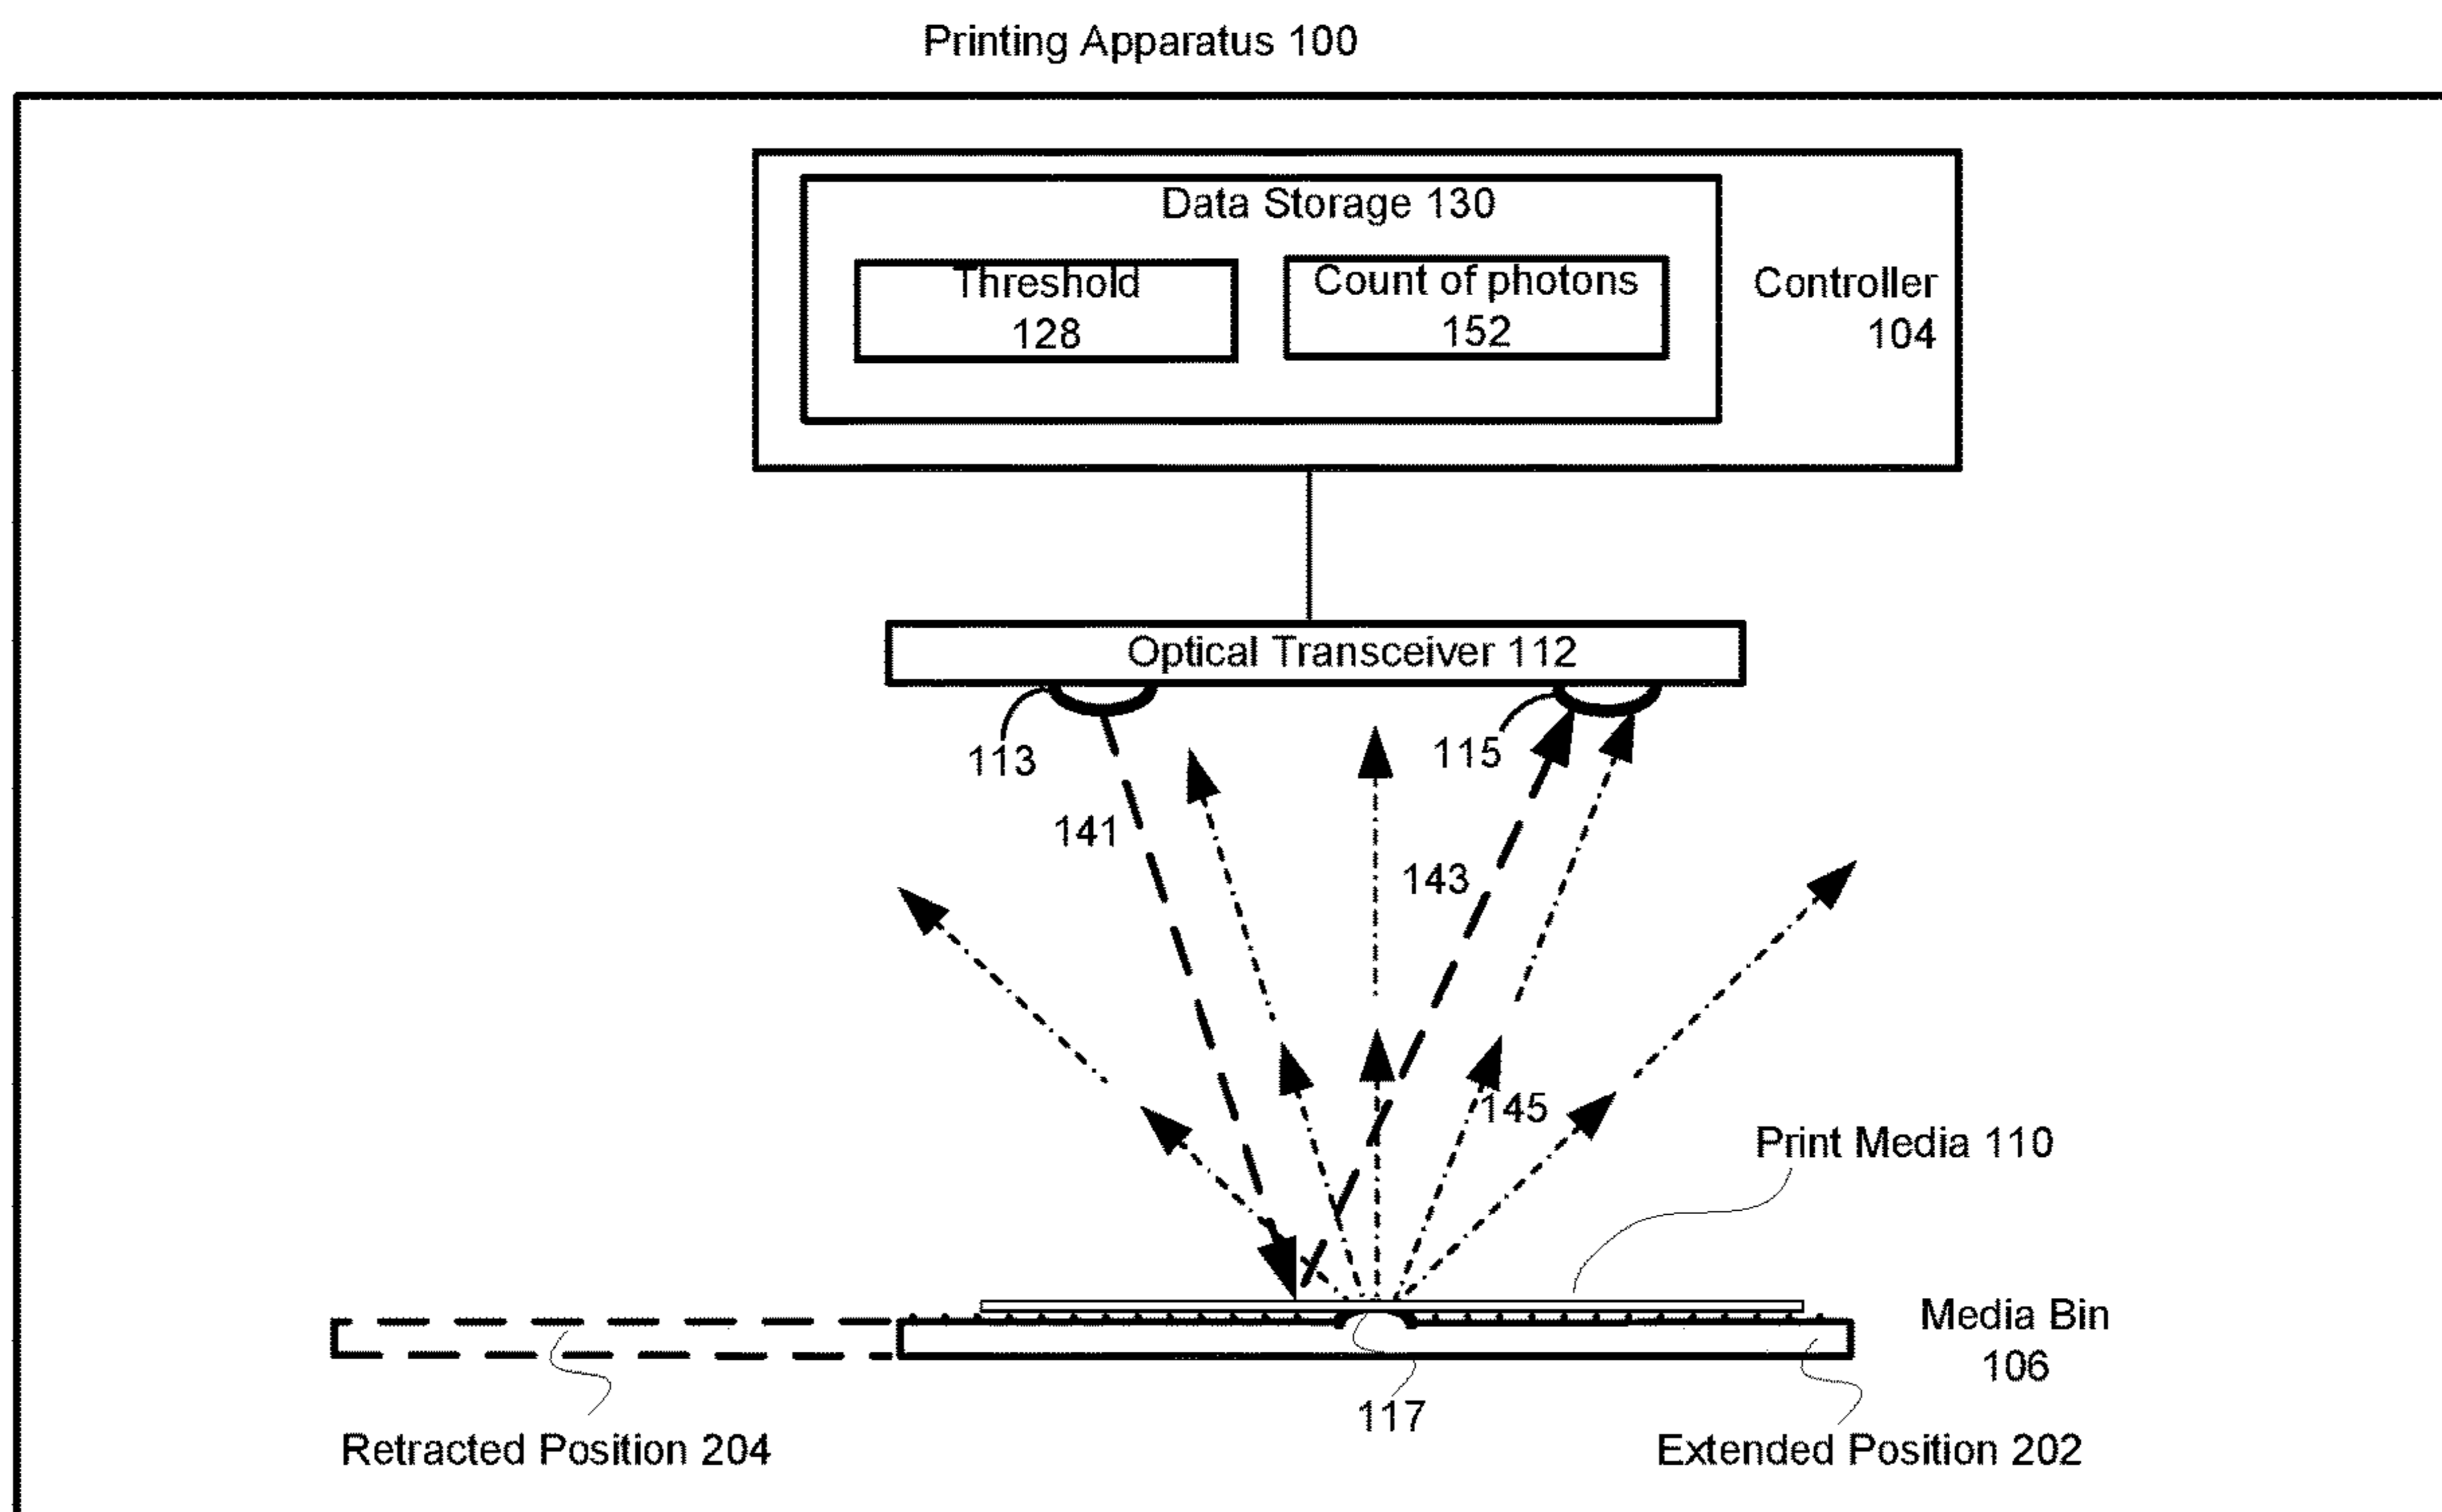 Printing Apparatus 100
Data Storage 130
Threshold
128
Count of photons
152
Controller
104
Optical Transceiver 112
113
115
141
143
145
Print Media 110
Media Bin
106
117
Retracted Position 204
Extended Position 202